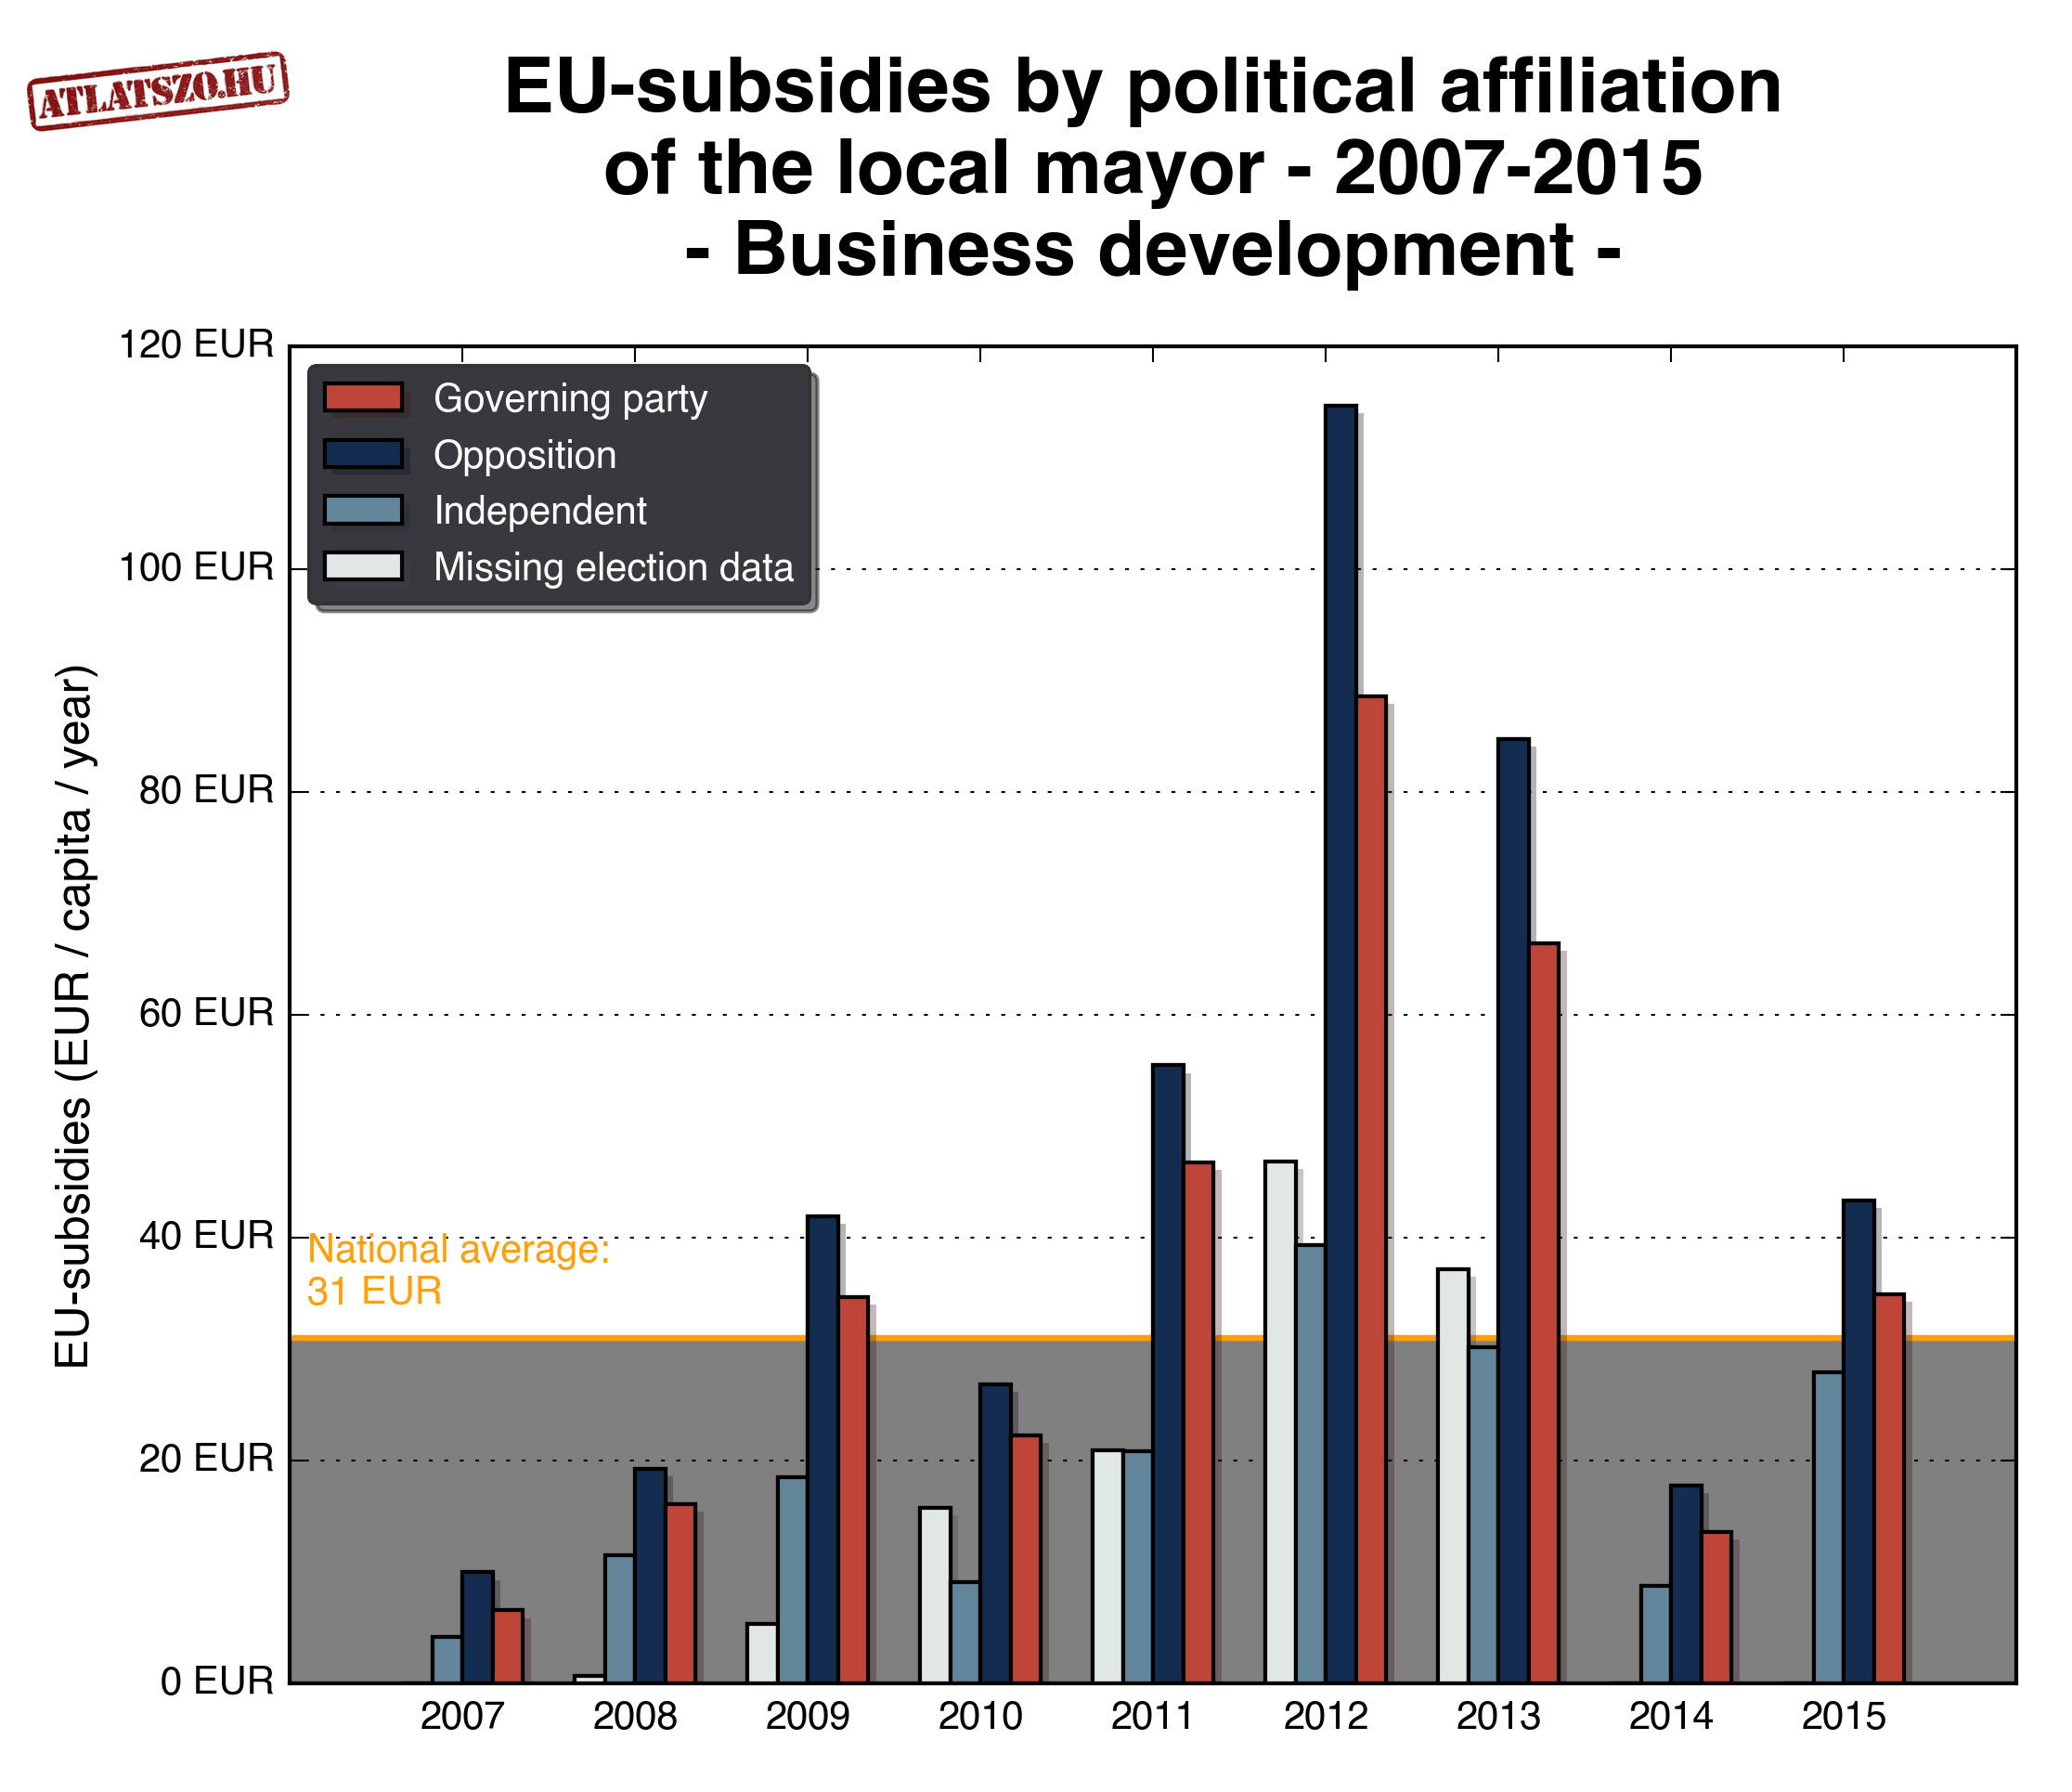 ATLATSZO.HU
EU-subsidies by political affiliation
of the local mayor - 2007-2015
- Business development -
EU-subsidies (EUR / capita / year)
120 EUR
100 EUR
80 EUR
60 EUR
40 EUR
20 EUR
0 EUR
Governing party
Opposition
Independent
Missing election data
National average:
31 EUR
2007
2008
2009
2010
2011
2012
2013
2014
2015